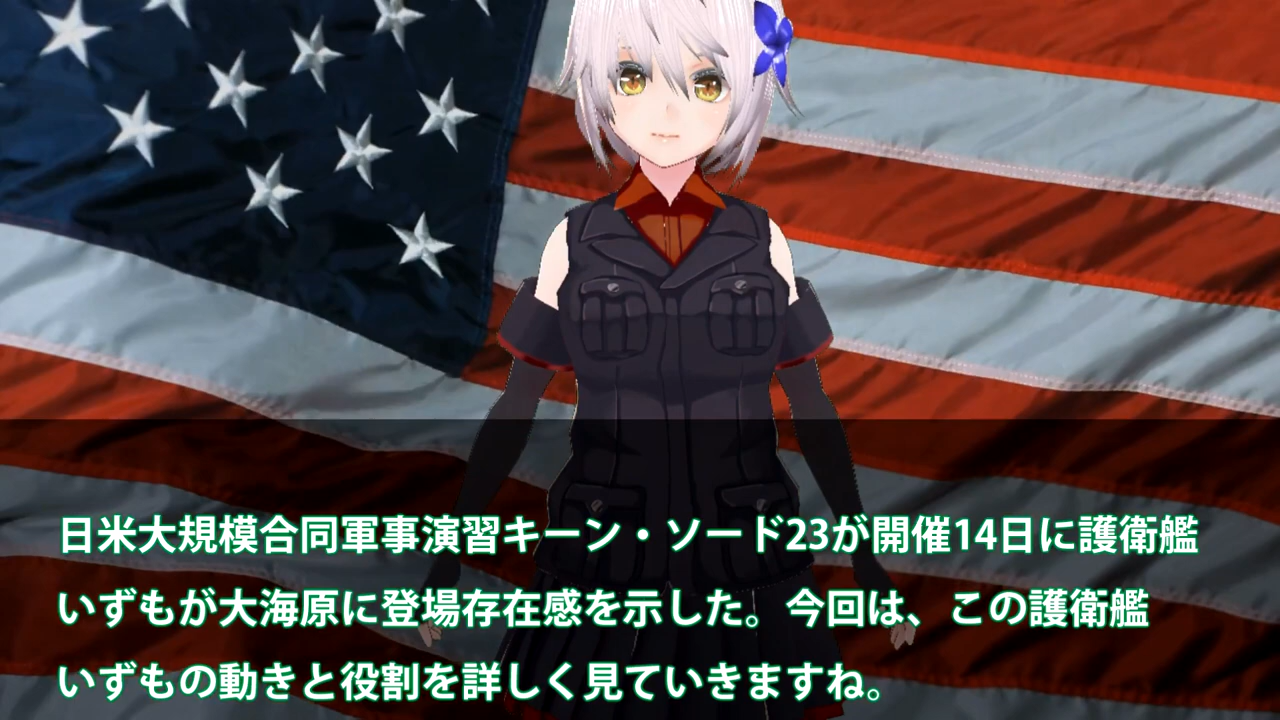 日米大規模合同軍事演習キーン・ソード23が開催14日に護衛艦
いずもが大海原に登場存在感を示した。今回は、この護衛艦
いずもの動きと役割を詳しく見ていきますね。